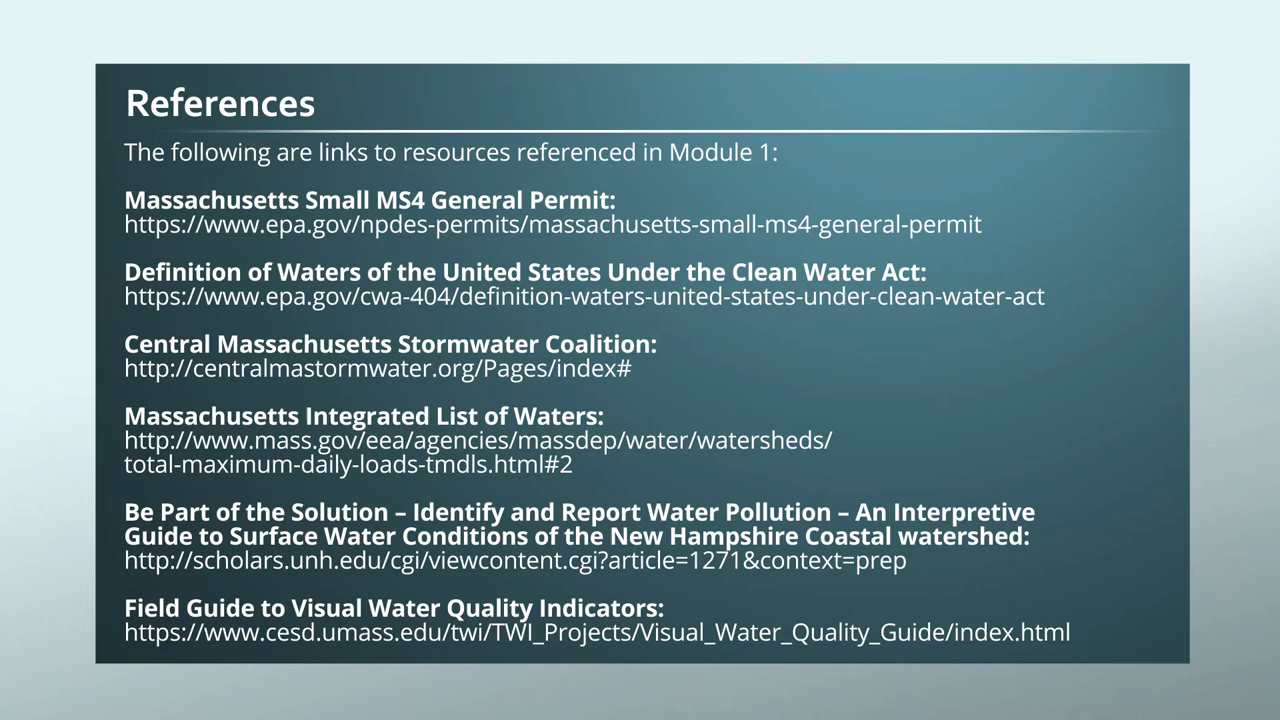 References
The following are links to resources referenced in Module 1:
Massachusetts Small MS4 General Permit:
https://www.epa.gov/npdes-permits/massachusetts-small-ms4-general-permit
Definition of Waters of the United States Under the Clean Water Act:
https://www.epa.gov/cwa-404/definition-waters-united-states-under-clean-water-act
Central Massachusetts Stormwater Coalition:
http://centralmastormwater.org/Pages/index#
Massachusetts Integrated List of Waters:
http://www.mass.gov/eea/agencies/massdep/water/watersheds/
total-maximum-daily-loads-tmdls.html#2
Be Part of the Solution – Identify and Report Water Pollution – An Interpretive
Guide to Surface Water Conditions of the New Hampshire Coastal watershed:
http://scholars.unh.edu/cgi/viewcontent.cgi?article=1271&context=prep
Field Guide to Visual Water Quality Indicators:
https://www.cesd.umass.edu/twi/TWI_Projects/Visual_Water_Quality_Guide/index.html